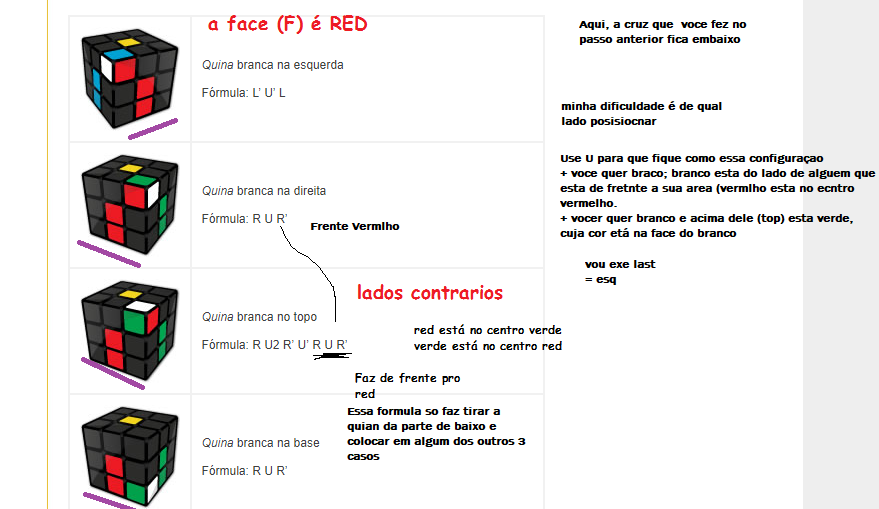 a face (F) é RED
Aqui, a cruz que voce fez no
passo anterior fica embaixo
Quina branca na esquerda
Fórmula: L' U' L
minha dificuldade é de qual
lado posisiocnar
Use U para que fique como essa configuraçao
+ voce quer braco; branco esta do lado de alguem que
esta de fretnte a sua area (vermlho esta no ecntro
vermelho.
+ vocer quer branco e acima dele (top) esta verde,
cuja cor etá na face do branco
Quina branca na direita
Fórmula: R U R'
Frente Vermlho
vou exe last
= esq
lados contrarios
Quina branca no topo
Fórmula: R U2 R' U' R U R'
red está no centro verde
verde está no centro red
Faz de frente pro
red
Essa formula so faz tirar a
quian da parte de baixo e
colocar em algum dos outros 3
casos
Quina branca na base
Fórmula: R U R'